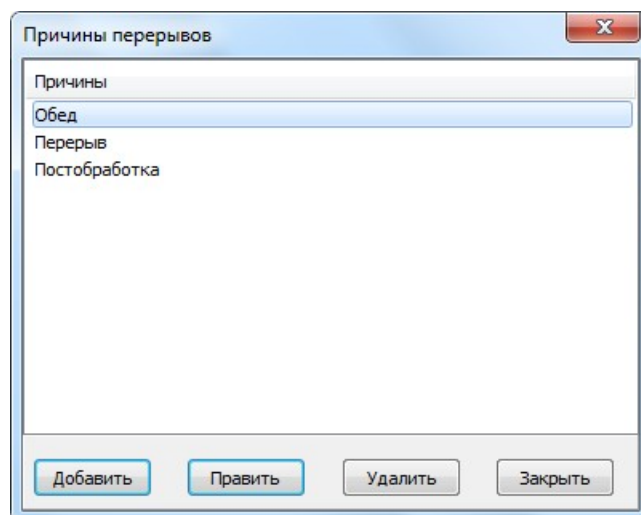 Причины перерывов
Причины
Обед
Перерыв
Постобработка
Добавить Править Удалить Закрыть